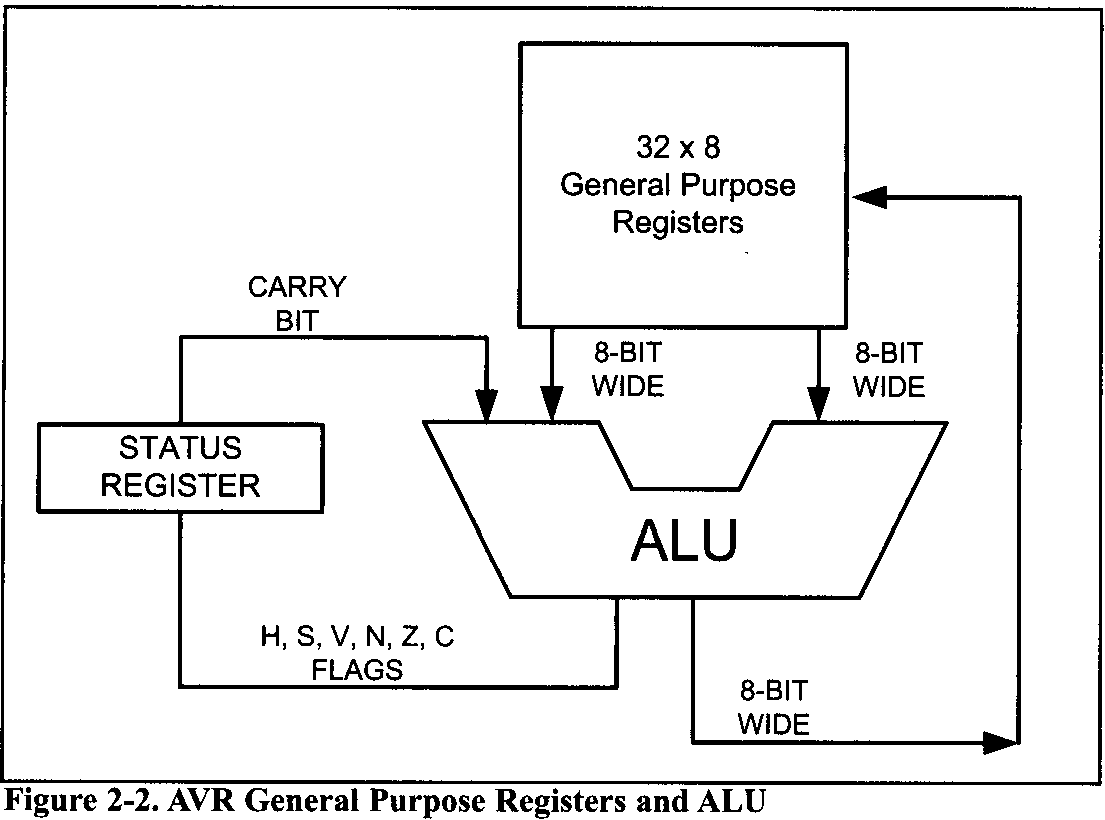 32 x 8
General Purpose
Registers
CARRY
BIT
8-BIT
WIDE
8-BIT
WIDE
STATUS
REGISTER
ALU
H, S, V, N, Z, C
FLAGS
8-BIT
WIDE
Figure 2-2. AVR General Purpose Registers and ALU